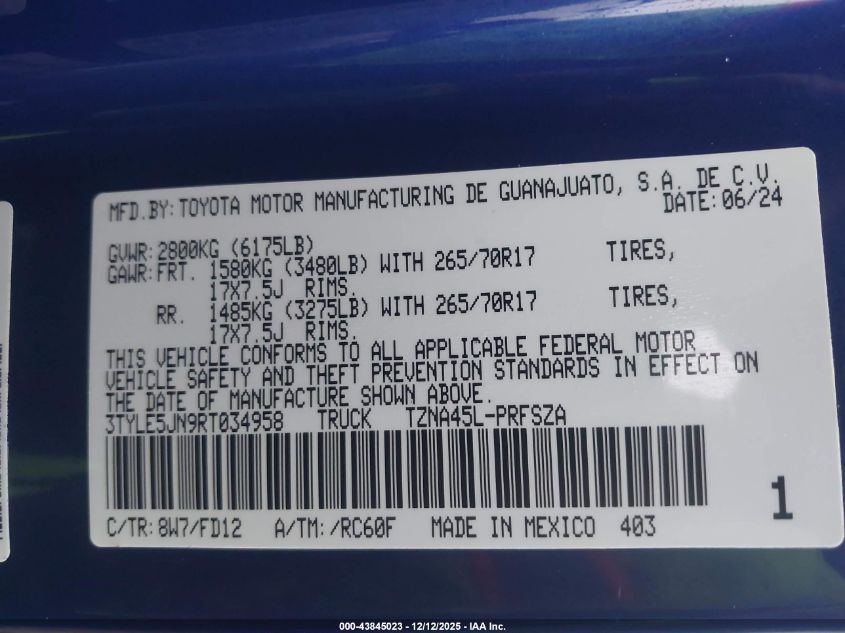 MFD.BY: TOYOTA MOTOR MANUFACTURING DE GUANAJUATO, S.A. DE C.V.
DATE: 06/24
GVWR: 2800KG (6175LB)
GAWR: FRT. 1580KG (3480LB) WITH 265/70R17 TIRES,
17X7.5J RIMS.
RR. 1485KG (3275LB) WITH 265/70R17 TIRES,
17X7.5J RIMS.
THIS VEHICLE CONFORMS TO ALL APPLICABLE FEDERAL MOTOR
VEHICLE SAFETY AND THEFT PREVENTION STANDARDS IN EFFECT ON
THE DATE OF MANUFACTURE SHOWN ABOVE.
3TYLE5JN9RT034958 TRUCK TZNA45L-PRFSZA
1
C/TR: 8W7/FD12 A/TM: /RC60F MADE IN MEXICO 403
000-43845023 - 12/12/2025 - IAA Inc.